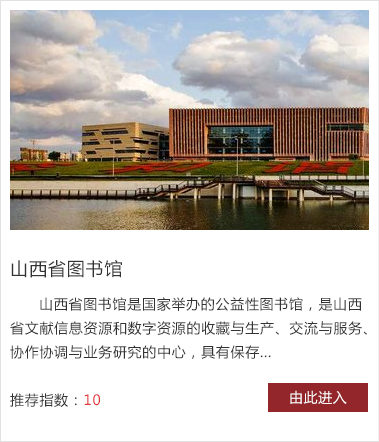 山西省图书馆
山西省图书馆是国家举办的公益性图书馆，是山西
省文献信息资源和数字资源的收藏与生产、交流与服务、
协作协调与业务研究的中心，具有保存...
推荐指数：10
由此进入